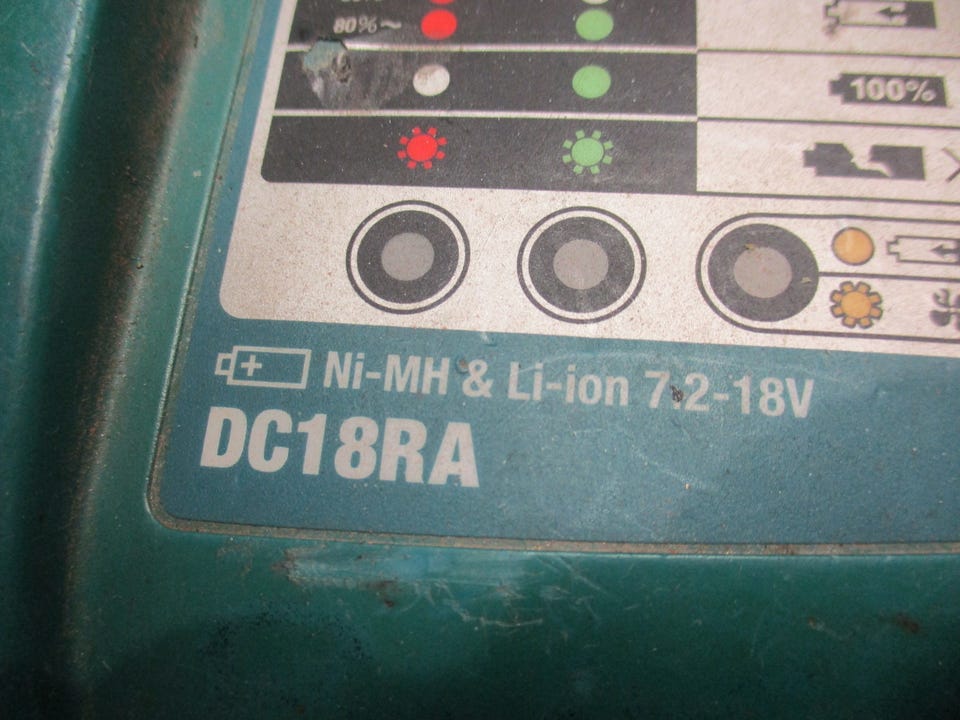 80%~
100%
Ni-MH & Li-ion 7.2-18V
DC18RA